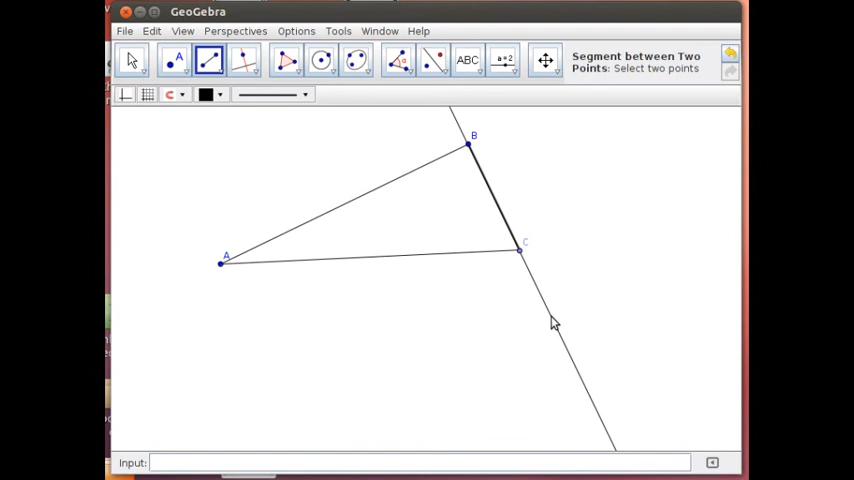 GeoGebra
File Edit View Perspectives Options Tools Window Help
A
ABC
a=2
Segment between Two
Points: Select two points
B
C
A
Input: